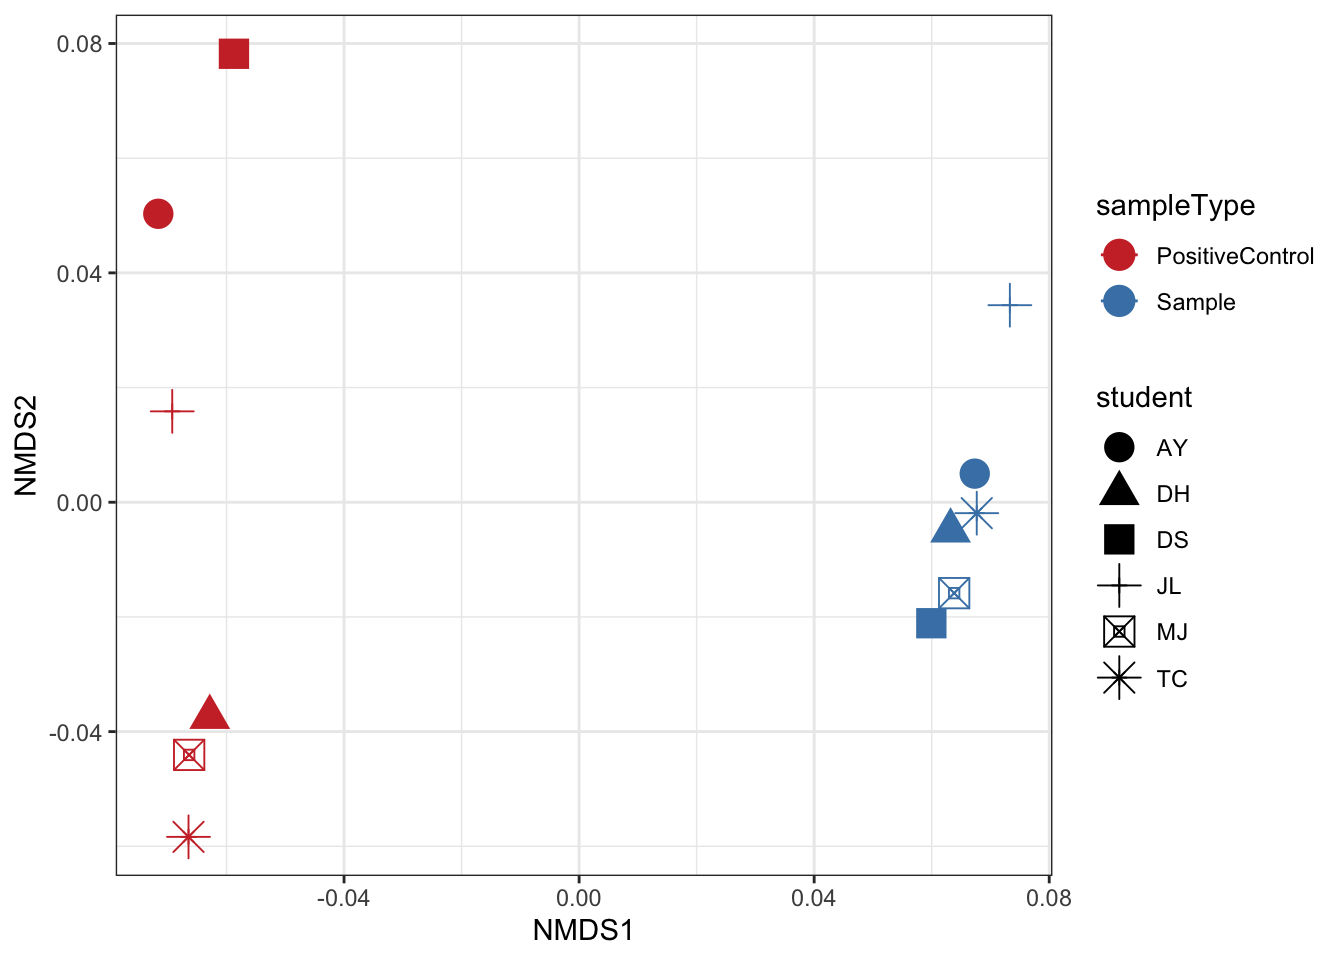 0.08
0.04
0.00
-0.04
NMDS2
-0.04
0.00
0.04
0.08
NMDS1
sampleType
PositiveControl
Sample
student
AY
DH
DS
JL
MJ
TC